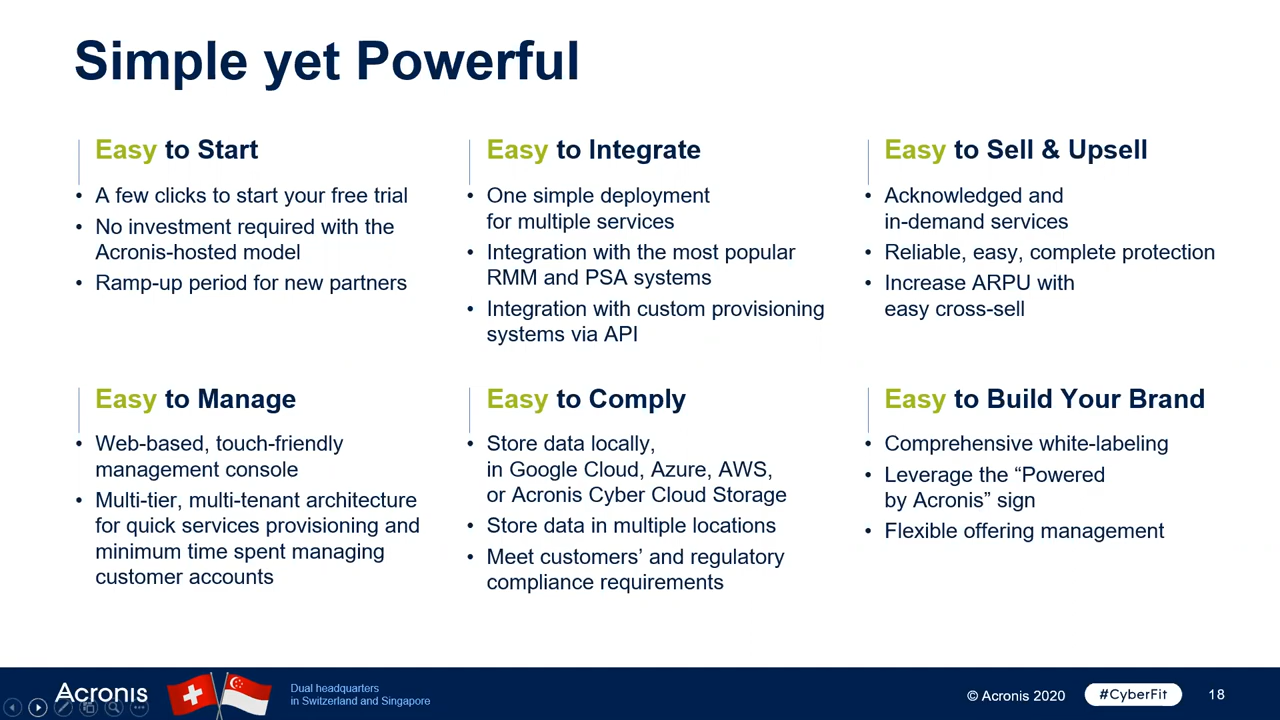 Simple yet Powerful
Easy to Start
• A few clicks to start your free trial
• No investment required with the
Acronis-hosted model
• Ramp-up period for new partners
Easy to Integrate
• One simple deployment
for multiple services
• Integration with the most popular
RMM and PSA systems
• Integration with custom provisioning
systems via API
Easy to Sell & Upsell
• Acknowledged and
in-demand services
• Reliable, easy, complete protection
• Increase ARPU with
easy cross-sell
Easy to Manage
• Web-based, touch-friendly
management console
• Multi-tier, multi-tenant architecture
for quick services provisioning and
minimum time spent managing
customer accounts
Easy to Comply
• Store data locally,
in Google Cloud, Azure, AWS,
or Acronis Cyber Cloud Storage
• Store data in multiple locations
• Meet customers’ and regulatory
compliance requirements
Easy to Build Your Brand
• Comprehensive white-labeling
• Leverage the “Powered
by Acronis” sign
• Flexible offering management
Acronis
Dual headquarters
in Switzerland and Singapore
© Acronis 2020
#CyberFit
18